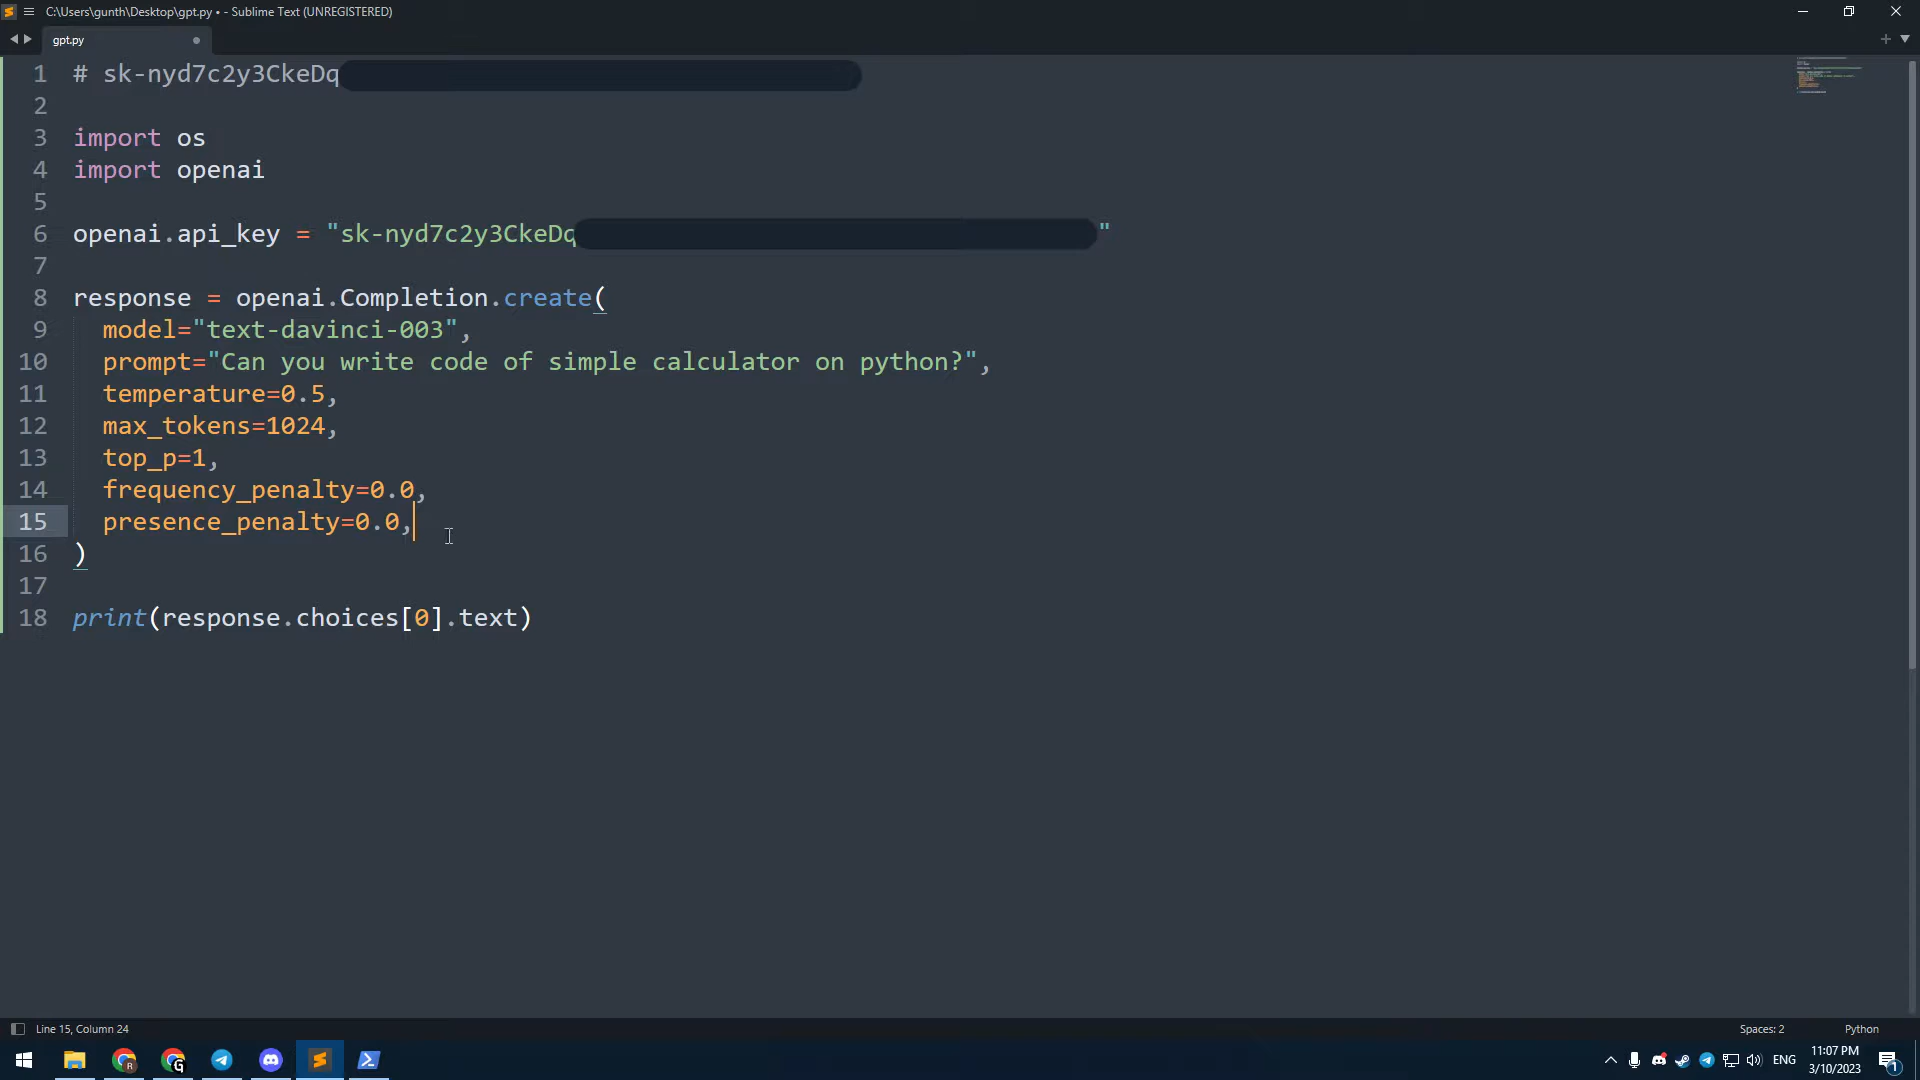 C:\Users\gunth\Desktop\gpt.py • - Sublime Text (UNREGISTERED)
gpt.py
1 # sk-nyd7c2y3CkeDq
2
3 import os
4 import openai
5
6 openai.api_key = "sk-nyd7c2y3CkeDq"
7
8 response = openai.Completion.create(
9 model="text-davinci-003",
10 prompt="Can you write code of simple calculator on python?",
11 temperature=0.5,
12 max_tokens=1024,
13 top_p=1,
14 frequency_penalty=0.0,
15 presence_penalty=0.0,
16 )
17
18 print(response.choices[0].text)
Line 15, Column 24
Spaces: 2
Python
ENG
11:07 PM
3/10/2023
1